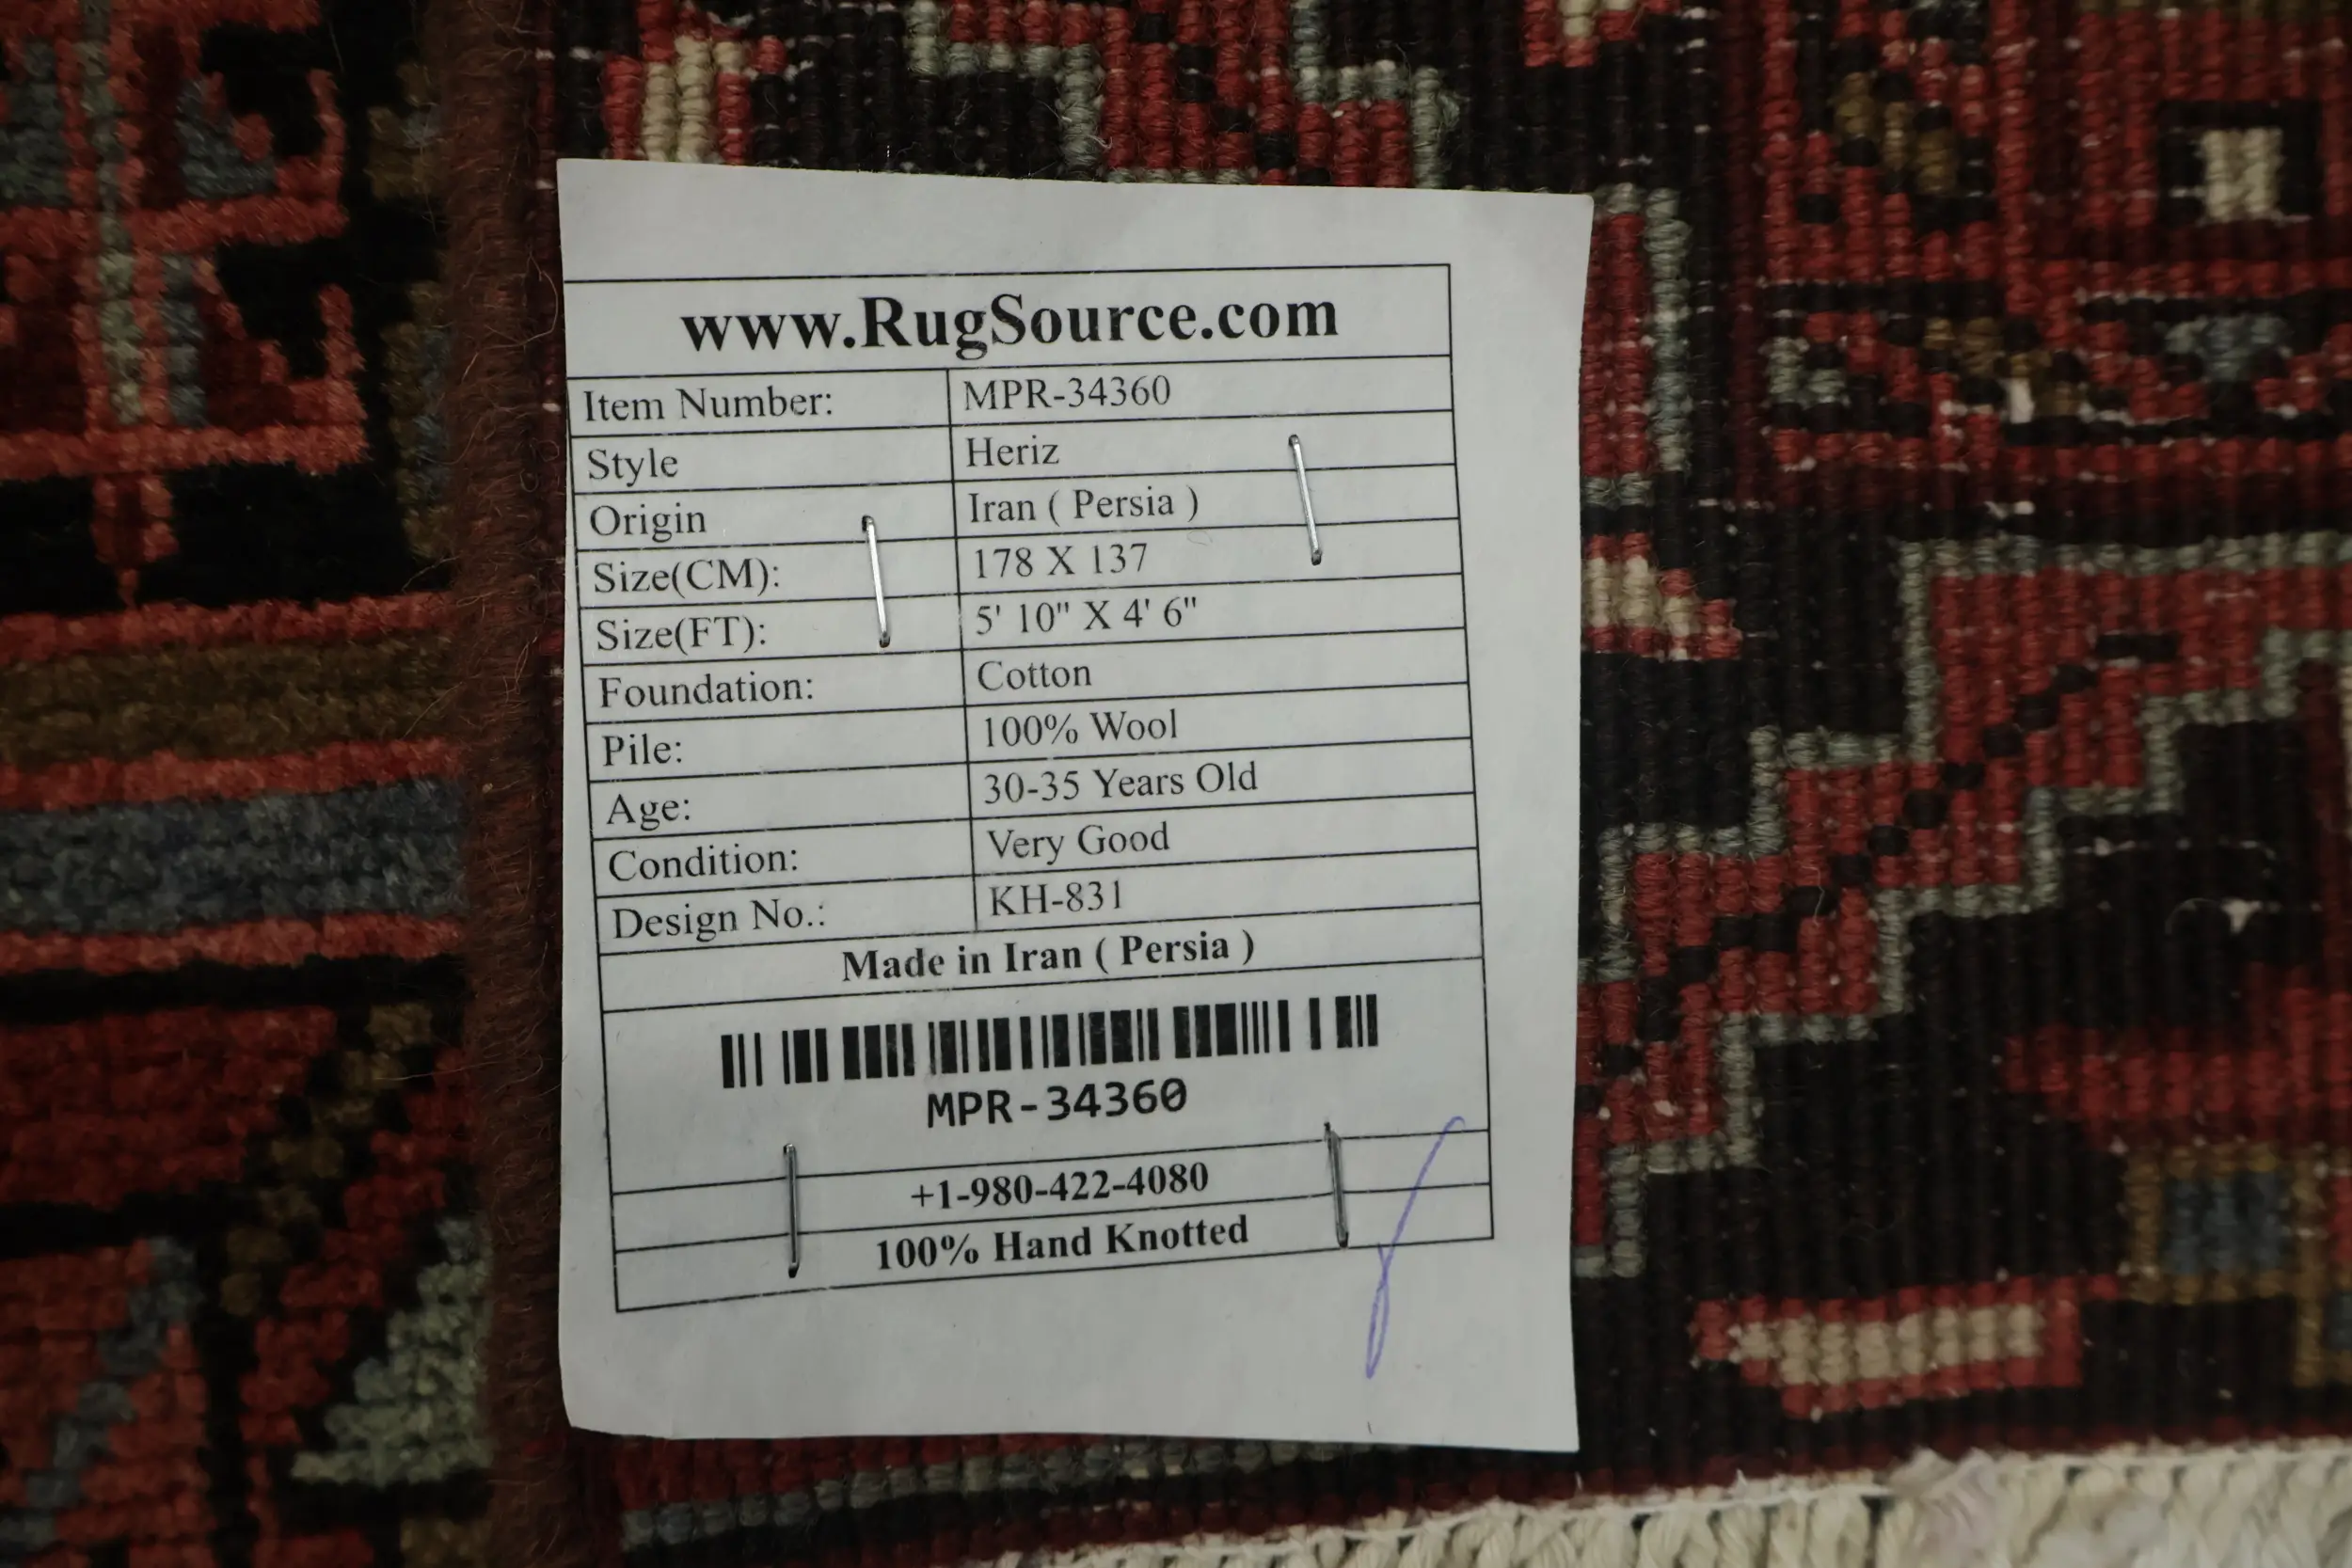 www.RugSource.com
Item Number: MPR-34360
Style Heriz
Origin Iran ( Persia )
Size(CM): 178 X 137
Size(FT): 5' 10" X 4' 6"
Foundation: Cotton
Pile: 100% Wool
Age: 30-35 Years Old
Condition: Very Good
Design No.: KH-831
Made in Iran ( Persia )
MPR-34360
+1-980-422-4080
100% Hand Knotted